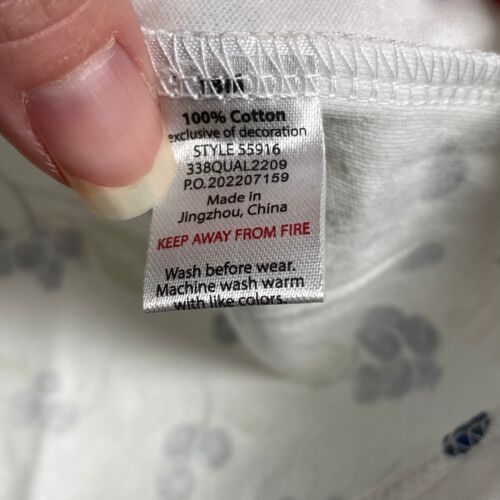 100% Cotton
exclusive of decoration
STYLE 55916
338QUAL2209
P.O.202207159
Made in
Jingzhou, China
KEEP AWAY FROM FIRE
Wash before wear.
Machine wash warm
with like colors.